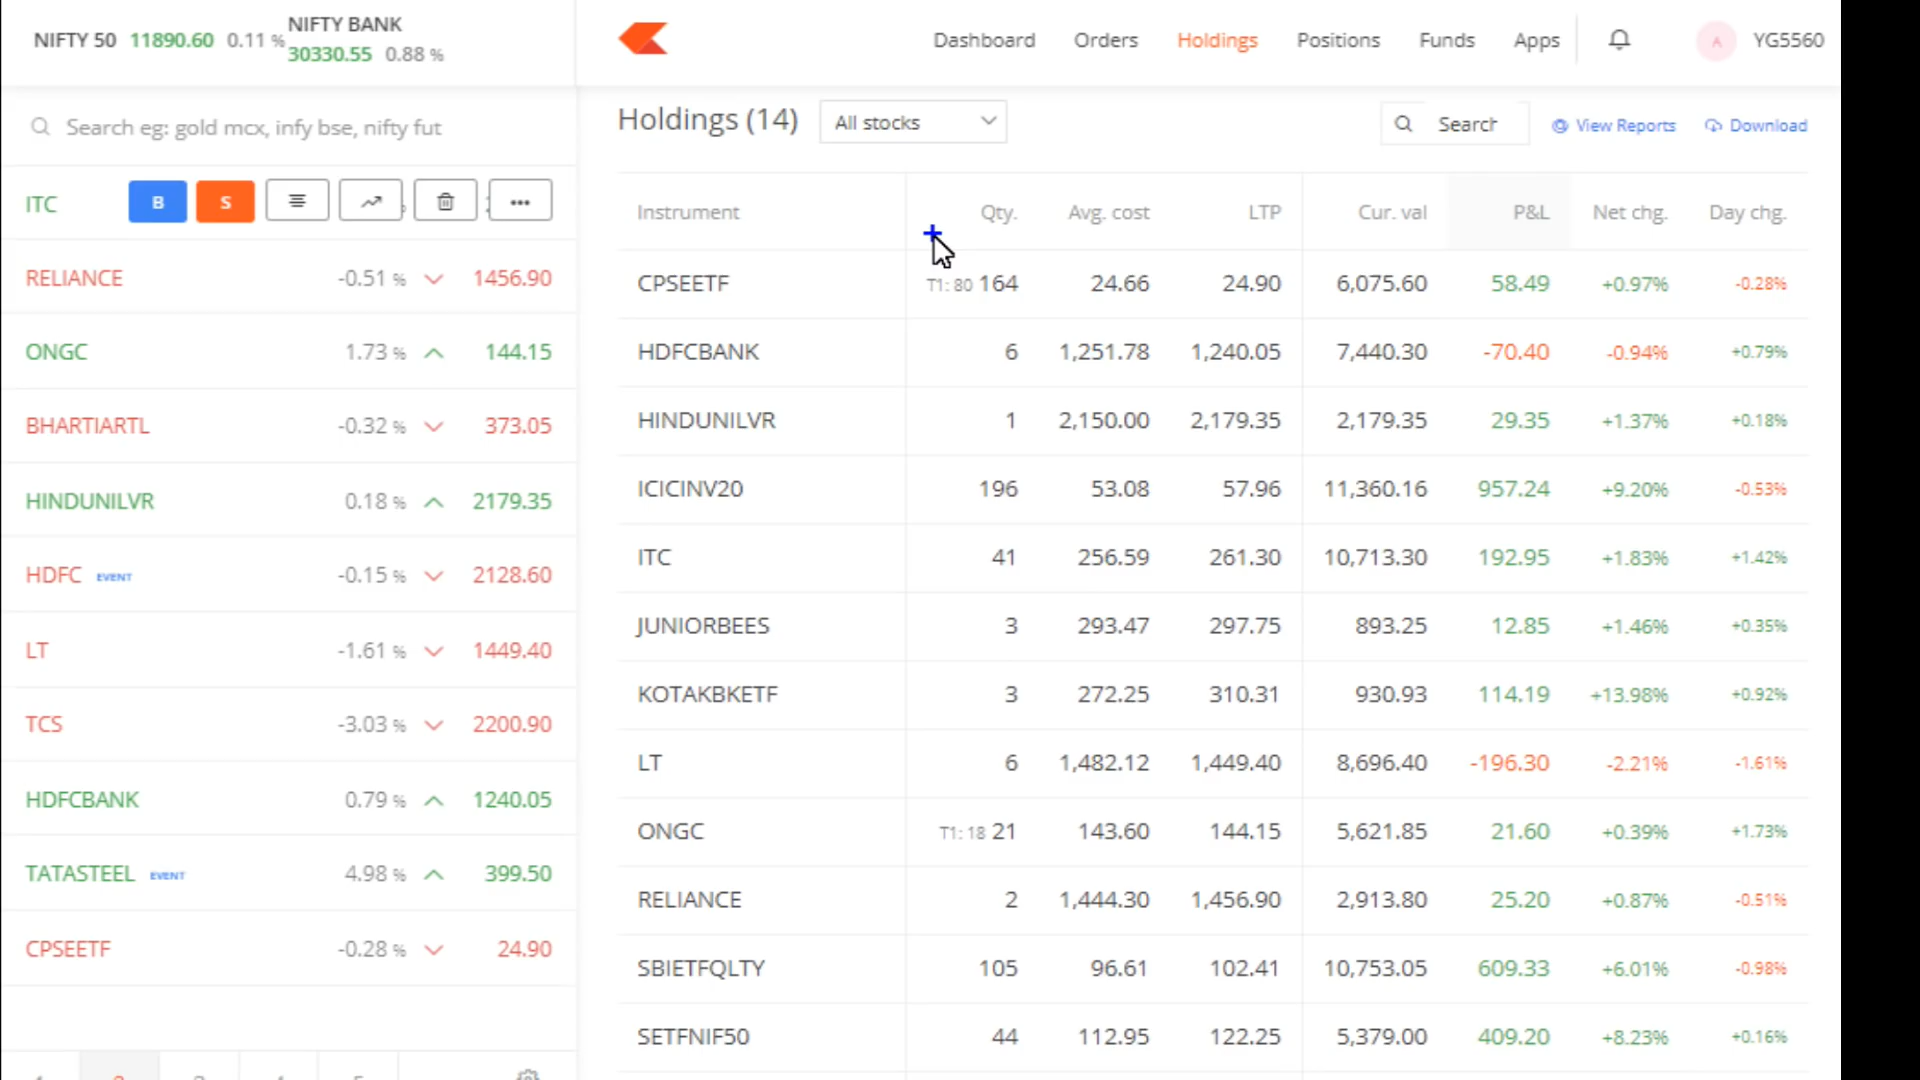 NIFTY 50 11890.60 0.11 %
NIFTY BANK
30330.55 0.88 %
Dashboard Orders Holdings Positions Funds Apps A YG5560
Search eg: gold mcx, infy bse, nifty fut
ITC B S
RELIANCE -0.51 % 1456.90
ONGC 1.73 % 144.15
BHARTIARTL -0.32 % 373.05
HINDUNILVR 0.18 % 2179.35
HDFC EVENT -0.15 % 2128.60
LT -1.61 % 1449.40
TCS -3.03 % 2200.90
HDFCBANK 0.79 % 1240.05
TATASTEEL EVENT 4.98 % 399.50
CPSEETF -0.28 % 24.90
Holdings (14) All stocks Search View Reports Download
Instrument Qty. Avg. cost LTP Cur. val P&L Net chg. Day chg.
CPSEETF T1: 80 164 24.66 24.90 6,075.60 58.49 +0.97% -0.28%
HDFCBANK 6 1,251.78 1,240.05 7,440.30 -70.40 -0.94% +0.79%
HINDUNILVR 1 2,150.00 2,179.35 2,179.35 29.35 +1.37% +0.18%
ICICINV20 196 53.08 57.96 11,360.16 957.24 +9.20% -0.53%
ITC 41 256.59 261.30 10,713.30 192.95 +1.83% +1.42%
JUNIORBEES 3 293.47 297.75 893.25 12.85 +1.46% +0.35%
KOTAKBKETF 3 272.25 310.31 930.93 114.19 +13.98% +0.92%
LT 6 1,482.12 1,449.40 8,696.40 -196.30 -2.21% -1.61%
ONGC T1: 18 21 143.60 144.15 5,621.85 21.60 +0.39% +1.73%
RELIANCE 2 1,444.30 1,456.90 2,913.80 25.20 +0.87% -0.51%
SBIETFQLTY 105 96.61 102.41 10,753.05 609.33 +6.01% -0.98%
SETFNIF50 44 112.95 122.25 5,379.00 409.20 +8.23% +0.16%